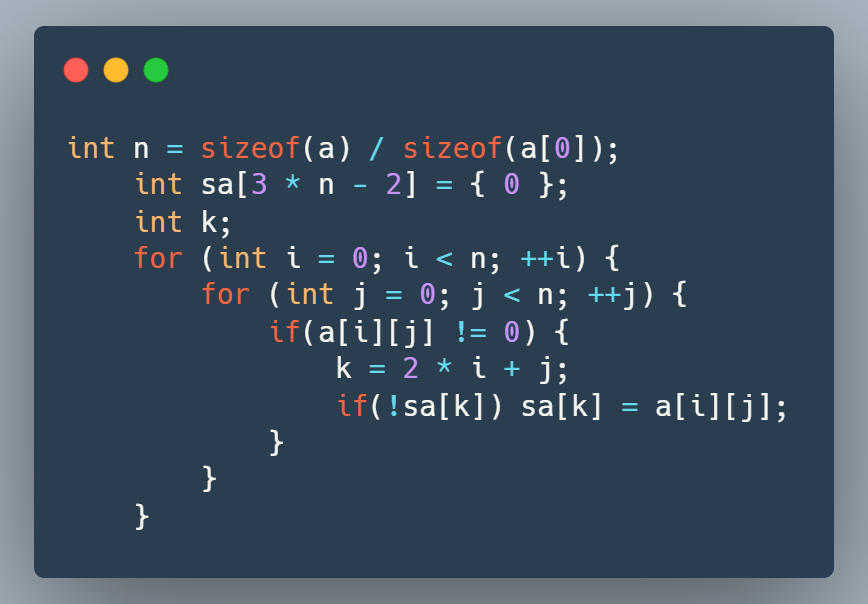 int n = sizeof(a) / sizeof(a[0]);
    int sa[3 * n - 2] = { 0 };
    int k;
    for (int i = 0; i < n; ++i) {
        for (int j = 0; j < n; ++j) {
            if(a[i][j] != 0) {
                k = 2 * i + j;
                if(!sa[k]) sa[k] = a[i][j];
            }
        }
    }